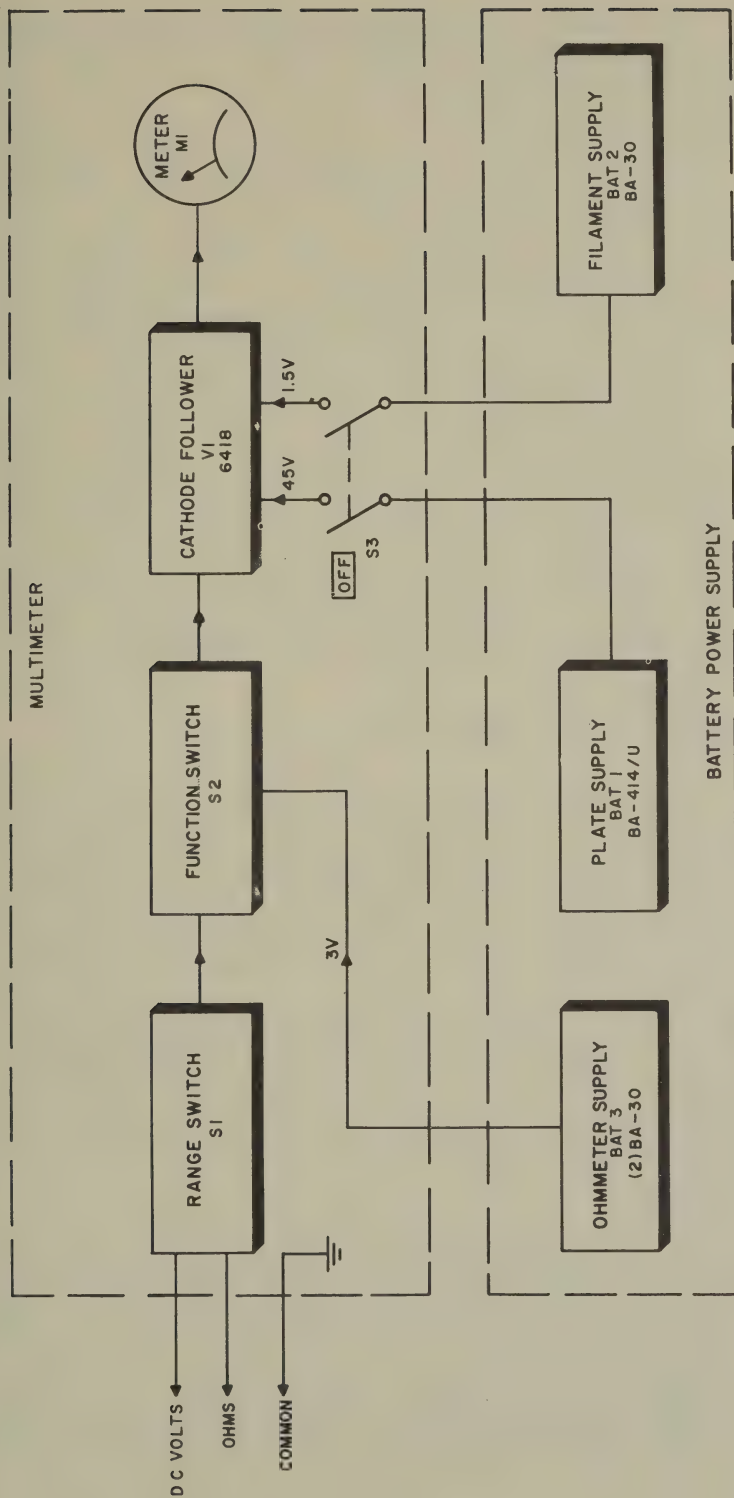 MULTIMETER
DC VOLTS
OHMS
COMMON
RANGE SWITCH
S1
FUNCTION SWITCH
S2
CATHODE FOLLOWER
V1
6418
METER
M1
3V
45V
1.5V
OFF
S3
OHMMETER SUPPLY
BAT 3
(2) BA-30
PLATE SUPPLY
BAT 1
BA-414/U
FILAMENT SUPPLY
BAT 2
BA-30
BATTERY POWER SUPPLY